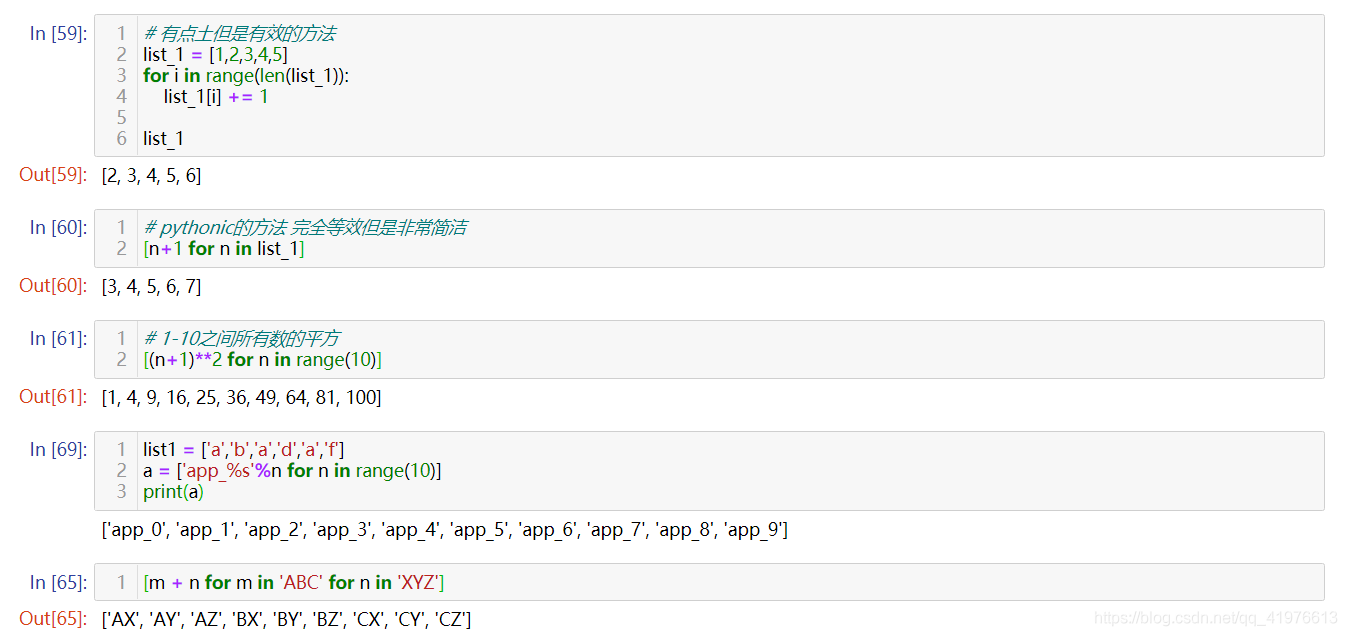 In [59]:
1 # 有点土但是有效的方法
2 list_1 = [1,2,3,4,5]
3 for i in range(len(list_1)):
4     list_1[i] += 1
5
6 list_1
Out[59]: [2, 3, 4, 5, 6]
In [60]:
1 # pythonic的方法 完全等效但是非常简洁
2 [n+1 for n in list_1]
Out[60]: [3, 4, 5, 6, 7]
In [61]:
1 # 1-10之间所有数的平方
2 [(n+1)**2 for n in range(10)]
Out[61]: [1, 4, 9, 16, 25, 36, 49, 64, 81, 100]
In [69]:
1 list1 = ['a','b','a','d','a','f']
2 a = ['app_%s'%n for n in range(10)]
3 print(a)
['app_0', 'app_1', 'app_2', 'app_3', 'app_4', 'app_5', 'app_6', 'app_7', 'app_8', 'app_9']
In [65]:
1 [m + n for m in 'ABC' for n in 'XYZ']
Out[65]: ['AX', 'AY', 'AZ', 'BX', 'BY', 'BZ', 'CX', 'CY', 'CZ']
https://blog.csdn.net/qq_41976613